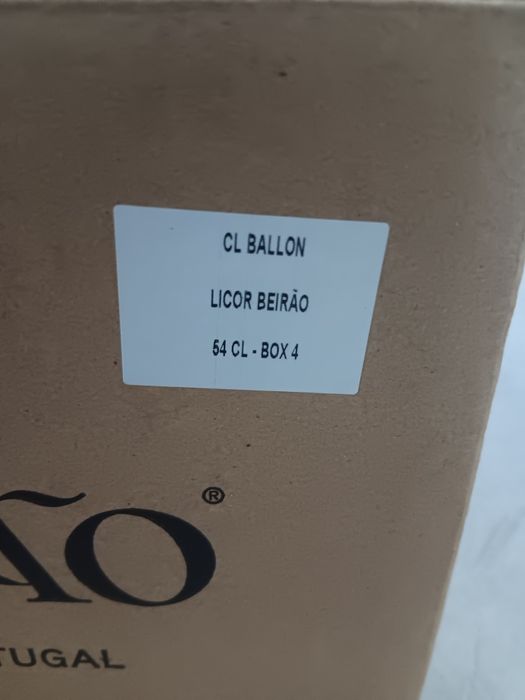 CL BALLON
LICOR BEIRÃO
54 CL - BOX 4
ÃO®
TUGAL